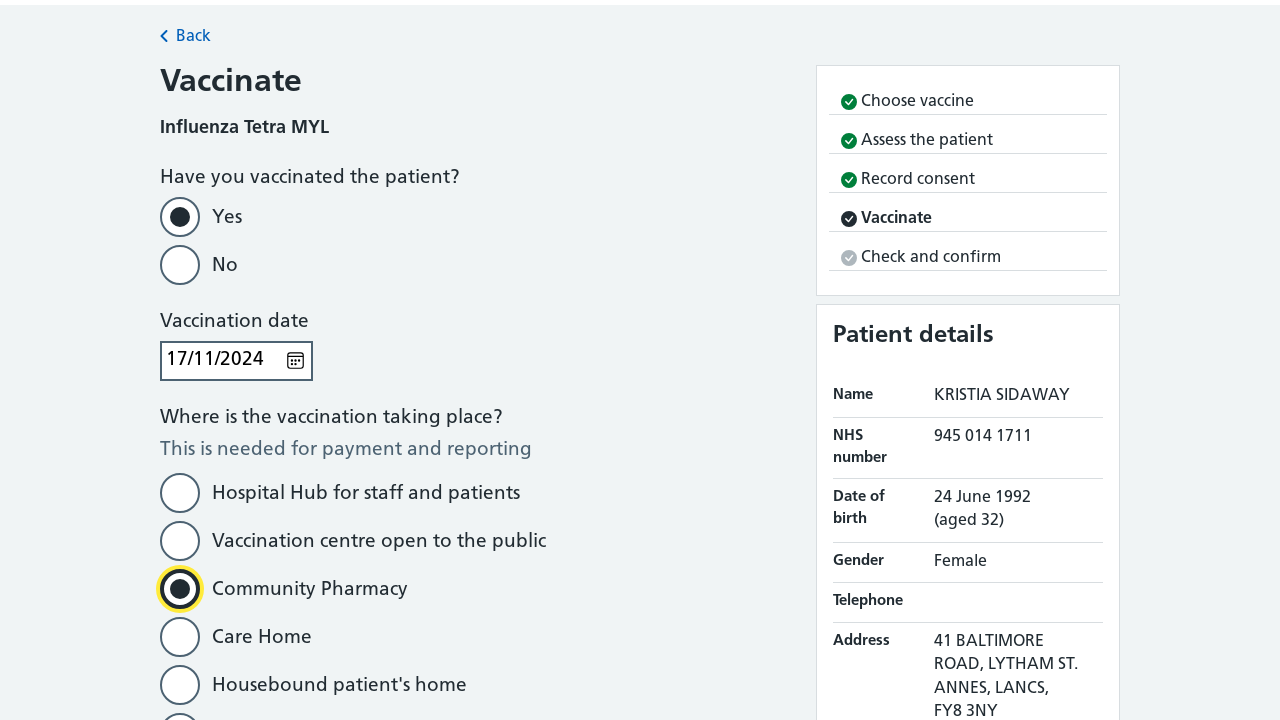 Back
Vaccinate
Influenza Tetra MYL
Have you vaccinated the patient?
Yes
No
Vaccination date
17/11/2024
Where is the vaccination taking place?
This is needed for payment and reporting
Hospital Hub for staff and patients
Vaccination centre open to the public
Community Pharmacy
Care Home
Housebound patient's home
Choose vaccine
Assess the patient
Record consent
Vaccinate
Check and confirm
Patient details
Name KRISTIA SIDAWAY
NHS number 945 014 1711
Date of birth 24 June 1992
(aged 32)
Gender Female
Telephone
Address 41 BALTIMORE
ROAD, LYTHAM ST.
ANNES, LANCS,
FY8 3NY